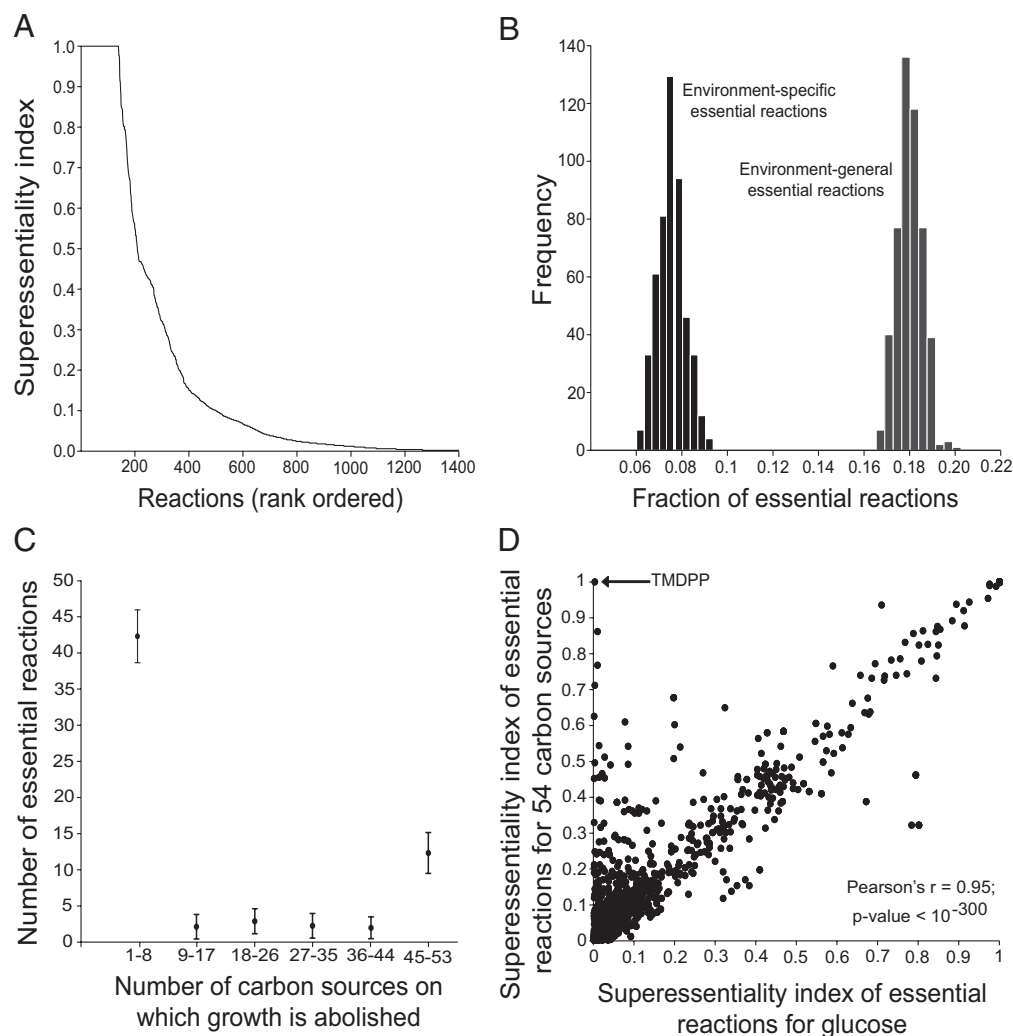 A
Superessentiality index
1.0
0.9
0.8
0.7
0.6
0.5
0.4
0.3
0.2
0.1
0.0
200 400 600 800 1000 1200 1400
Reactions (rank ordered)
B
Frequency
140
120
100
80
60
40
20
0
Environment-specific
essential reactions
Environment-general
essential reactions
0.06 0.08 0.1 0.12 0.14 0.16 0.18 0.20 0.22
Fraction of essential reactions
C
Number of essential reactions
50
45
40
35
30
25
20
15
10
5
0
1-8 9-17 18-26 27-35 36-44 45-53
Number of carbon sources on
which growth is abolished
D
Superessentiality index of essential
reactions for 54 carbon sources
1
0.9
0.8
0.7
0.6
0.5
0.4
0.3
0.2
0.1
0
TMDPP
Pearson's r = 0.95;
p-value < 10-300
0 0.1 0.2 0.3 0.4 0.5 0.6 0.7 0.8 0.9 1
Superessentiality index of essential
reactions for glucose